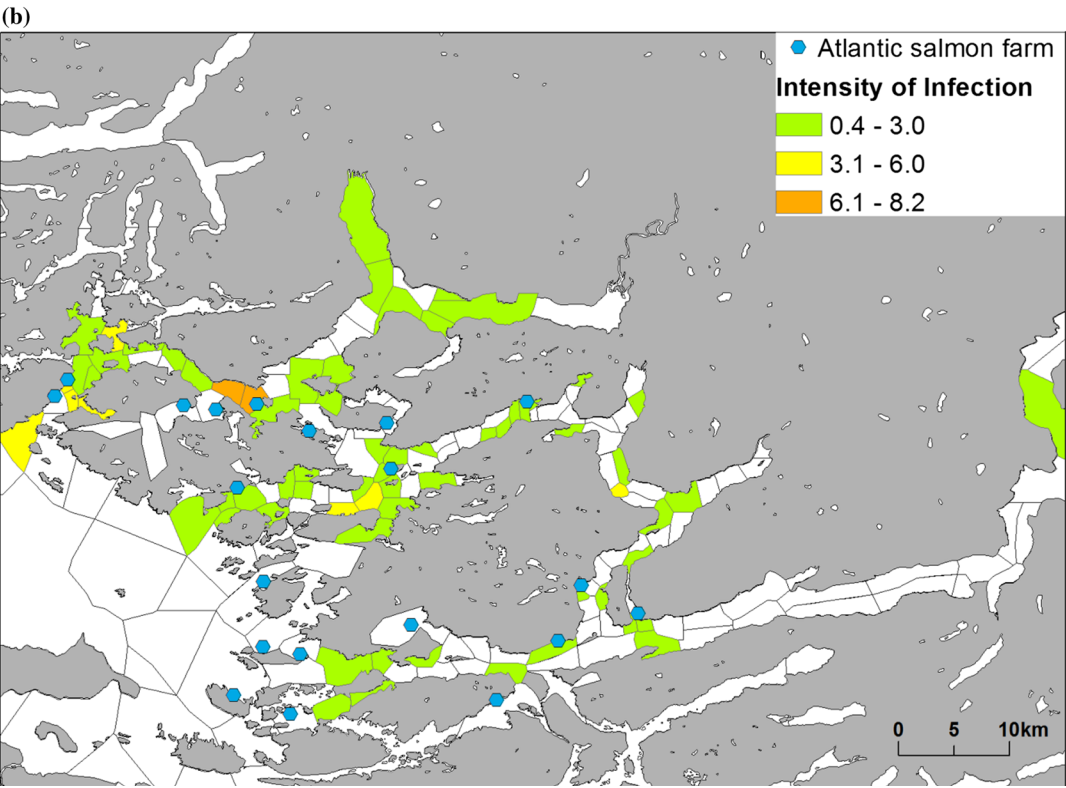 (b)
Atlantic salmon farm
Intensity of Infection
0.4 - 3.0
3.1 - 6.0
6.1 - 8.2
0 5 10km